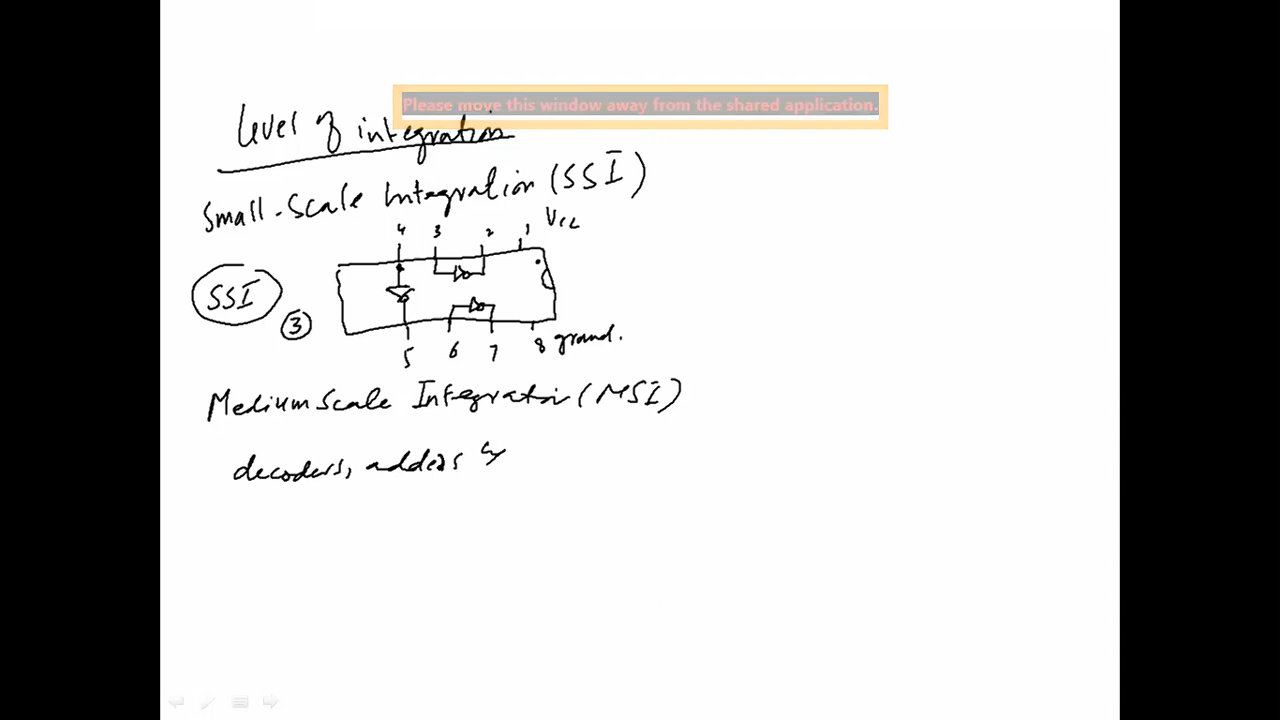 Please move this window away from the shared application.
level of integration
Small-Scale Integration (SSI)
4 3 2 1 Vcc
SSI
3
5 6 7 8 ground.
Medium Scale Integration (MSI)
decoders, adders